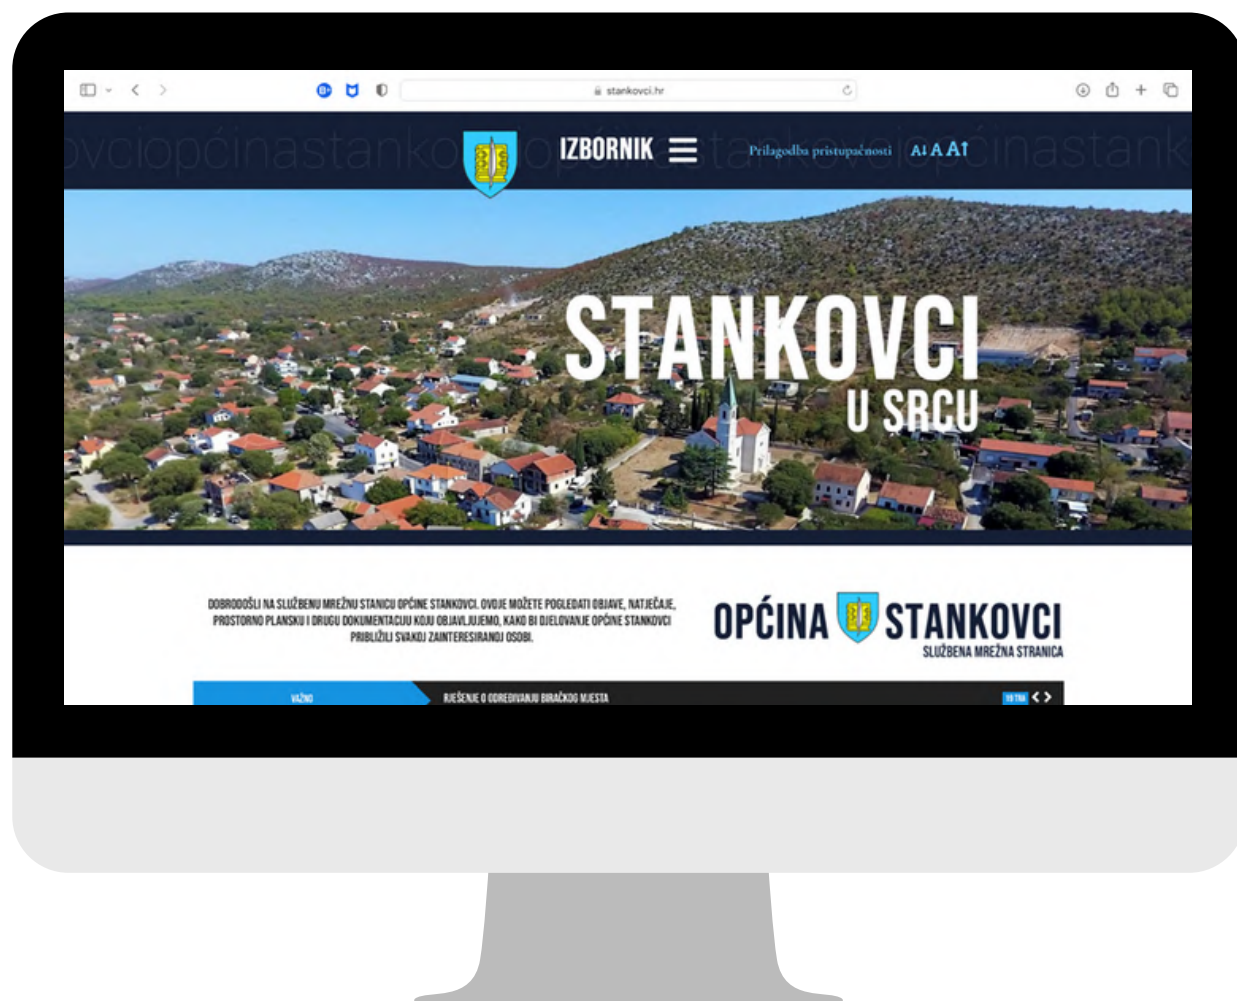 stankovci.hr
vciopćinastanko
IZBORNIK
Prilagodba pristupačnosti
A↓ A A↑
STANKOVCI
U SRCU
DOBRODOŠLI NA SLUŽBENU MREŽNU STANICU OPĆINE STANKOVCI. OVDJE MOŽETE POGLEDATI OBJAVE, NATJEČAJE,
PROSTORNO PLANSKU I DRUGU DOKUMENTACIJU KOJU OBJAVLJUJEMO, KAKO BI DJELOVANJE OPĆINE STANKOVCI
PRIBLIŽILI SVAKOJ ZAINTERESIRANOJ OSOBI.
OPĆINA STANKOVCI
SLUŽBENA MREŽNA STRANICA
VAŽNO
RJEŠENJE O ODREĐIVANJU BIRAČKOG MJESTA